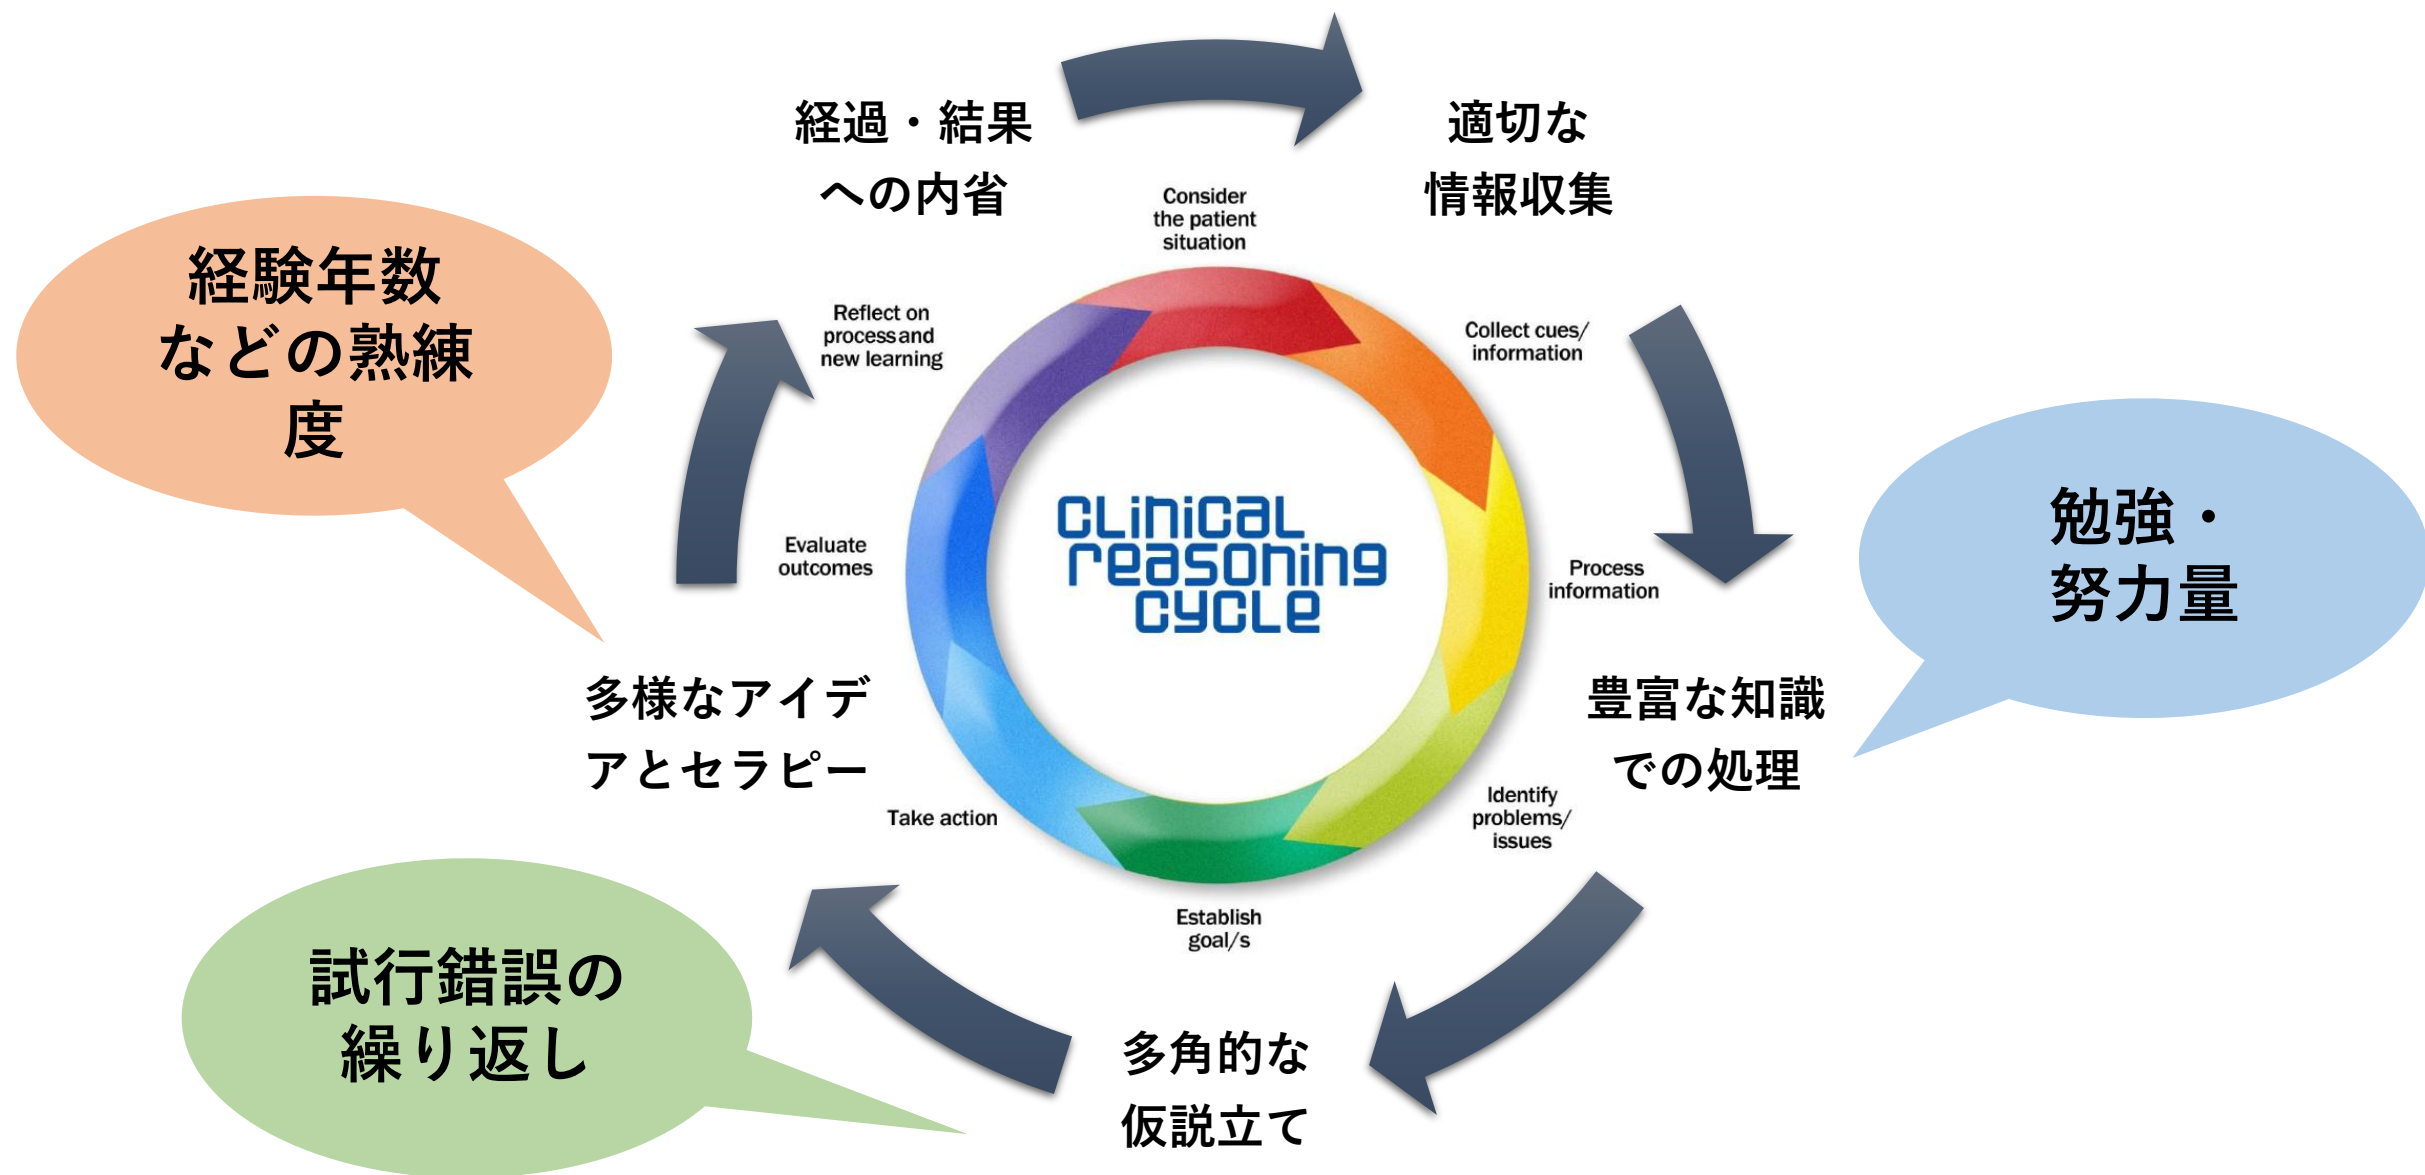 経過・結果
への内省
適切な
情報収集
Consider
the patient
situation
経験年数
などの熟練
度
Reflect on
process and
new learning
Collect cues/
information
CLiNiCaL
reasoning
CYCLe
勉強・
努力量
Evaluate
outcomes
Process
information
多様なアイデ
アとセラピー
豊富な知識
での処理
Take action
Identify
problems/
issues
Establish
goal/s
試行錯誤の
繰り返し
多角的な
仮説立て